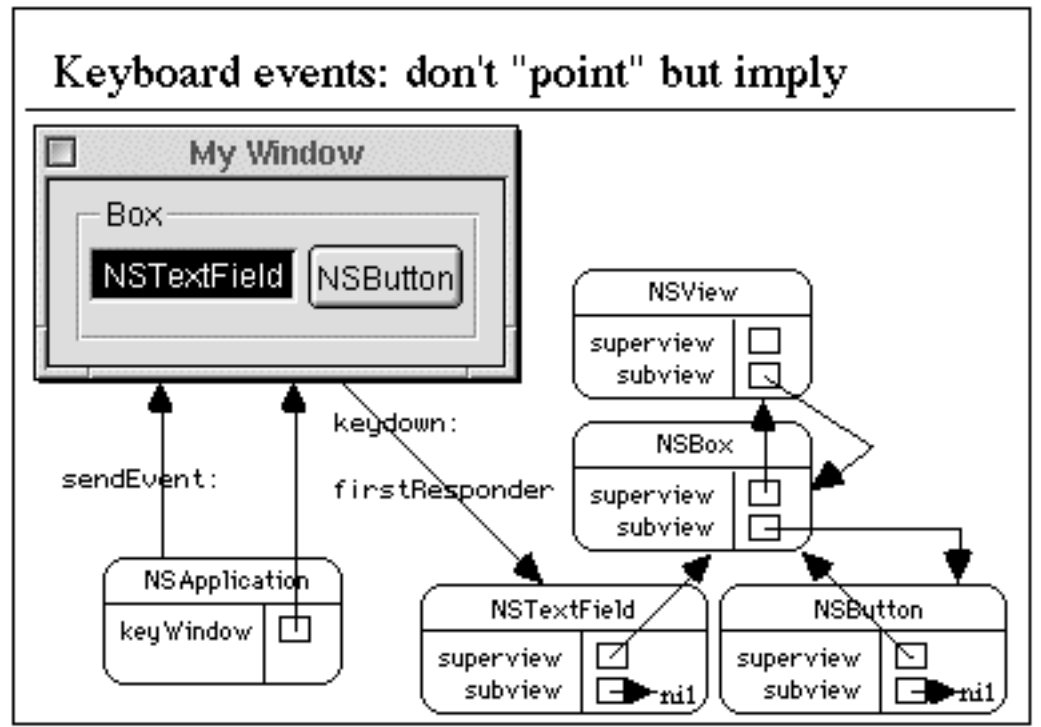 Keyboard events: don't "point" but imply
My Window
Box
NSTextField
NSButton
sendEvent:
keydown:
firstResponder
NSApplication
keyWindow
NSView
superview
subview
NSBox
superview
subview
NSTextField
superview
subview
nil
NSButton
superview
subview
nil